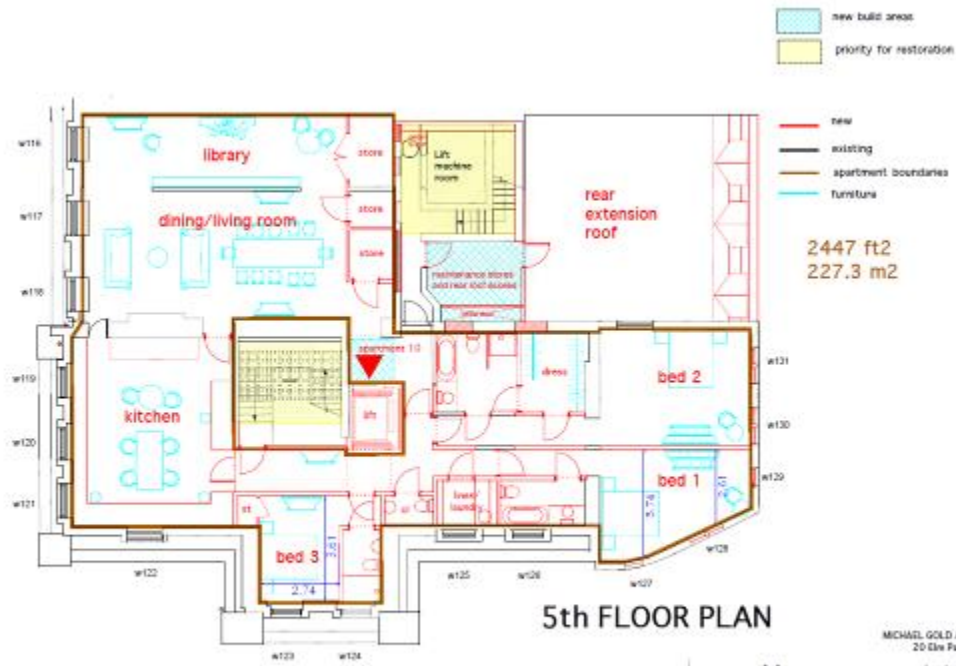 new build areas
priority for restoration
new
existing
apartment boundaries
furniture
2447 ft2
227.3 m2
w116
w117
w118
w119
w120
w121
library
dining/living room
store
store
store
Lift
machine
room
rear
extension
roof
maintenance stores
and rear roof access
apartment 10
lift
kitchen
dress
bed 2
bed 1
3.74
2.61
w131
w130
w129
w128
w127
linen/
laundry
st
bed 3
3.61
2.74
w122
w123
w124
w125
w126
5th FLOOR PLAN
MICHAEL GOLD
20 Elm